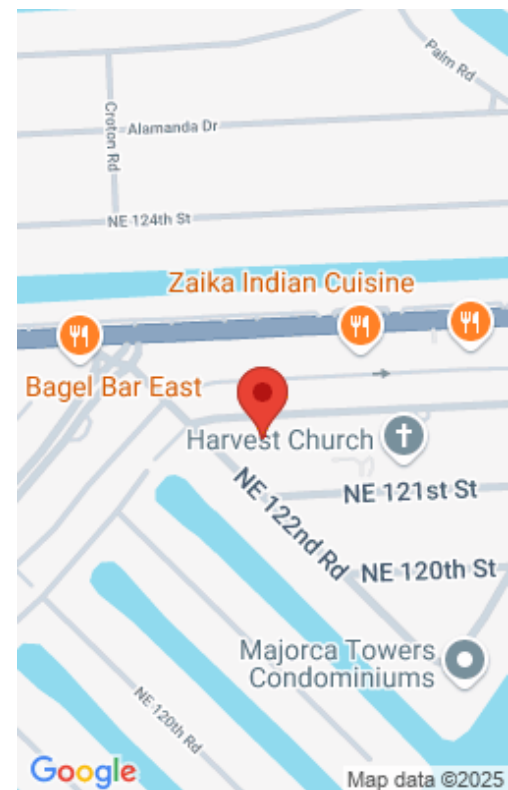 Palm Rd
Croton Rd
Alamanda Dr
NE 124th St
Zaika Indian Cuisine
Bagel Bar East
Harvest Church
NE 121st St
NE 122nd Rd
NE 120th St
Majorca Towers
Condominiums
NE 120th Rd
Google
Map data ©2025